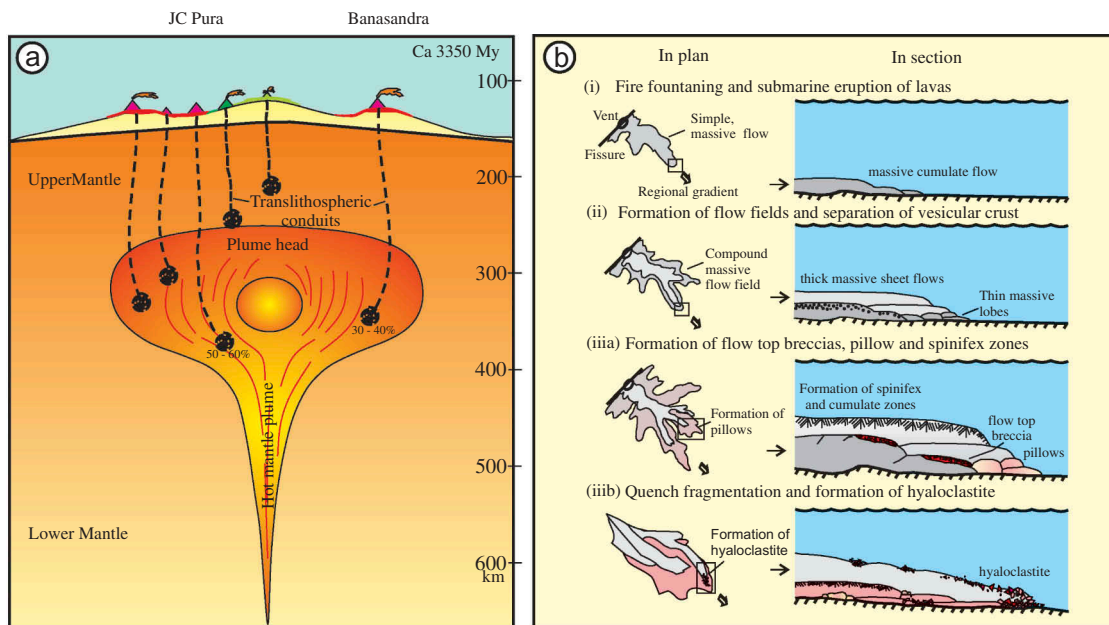 JC Pura
Banasandra
a
Ca 3350 My
100
UpperMantle
200
Translithospheric
conduits
Plume head
300
30 - 40%
50 - 60%
400
Hot mantle plume
500
Lower Mantle
600
km
b
In plan
In section
(i) Fire fountaining and submarine eruption of lavas
Vent
Simple,
massive flow
Fissure
Regional gradient
massive cumulate flow
(ii) Formation of flow fields and separation of vesicular crust
Compound
massive
flow field
thick massive sheet flows
Thin massive
lobes
(iiia) Formation of flow top breccias, pillow and spinifex zones
Formation of
pillows
Formation of spinifex
and cumulate zones
flow top
breccia
pillows
(iiib) Quench fragmentation and formation of hyaloclastite
Formation of
hyaloclastite
hyaloclastite